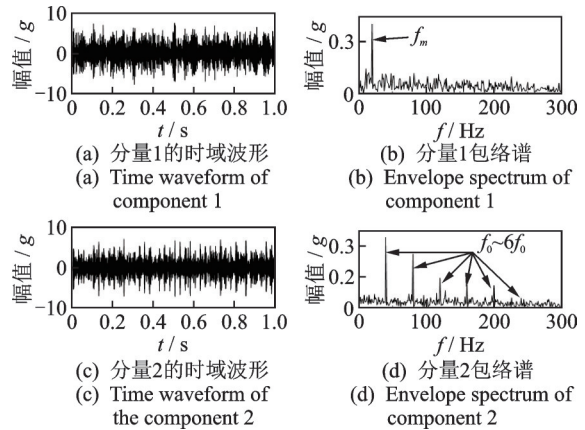 10
0
−10
幅值 / g
0 0.2 0.4 0.6 0.8 1.0
t / s
(a) 分量1的时域波形
(a) Time waveform of
component 1
0.3
0
幅值 / g
fm
0 100 200 300
f / Hz
(b) 分量1包络谱
(b) Envelope spectrum of
component 1
10
0
−10
幅值 / g
0 0.2 0.4 0.6 0.8 1.0
t / s
(c) 分量2的时域波形
(c) Time waveform of
the component 2
0.3
0.2
0
幅值 / g
f0~6f0
0 100 200 300
f / Hz
(d) 分量2包络谱
(d) Envelope spectrum of
component 2